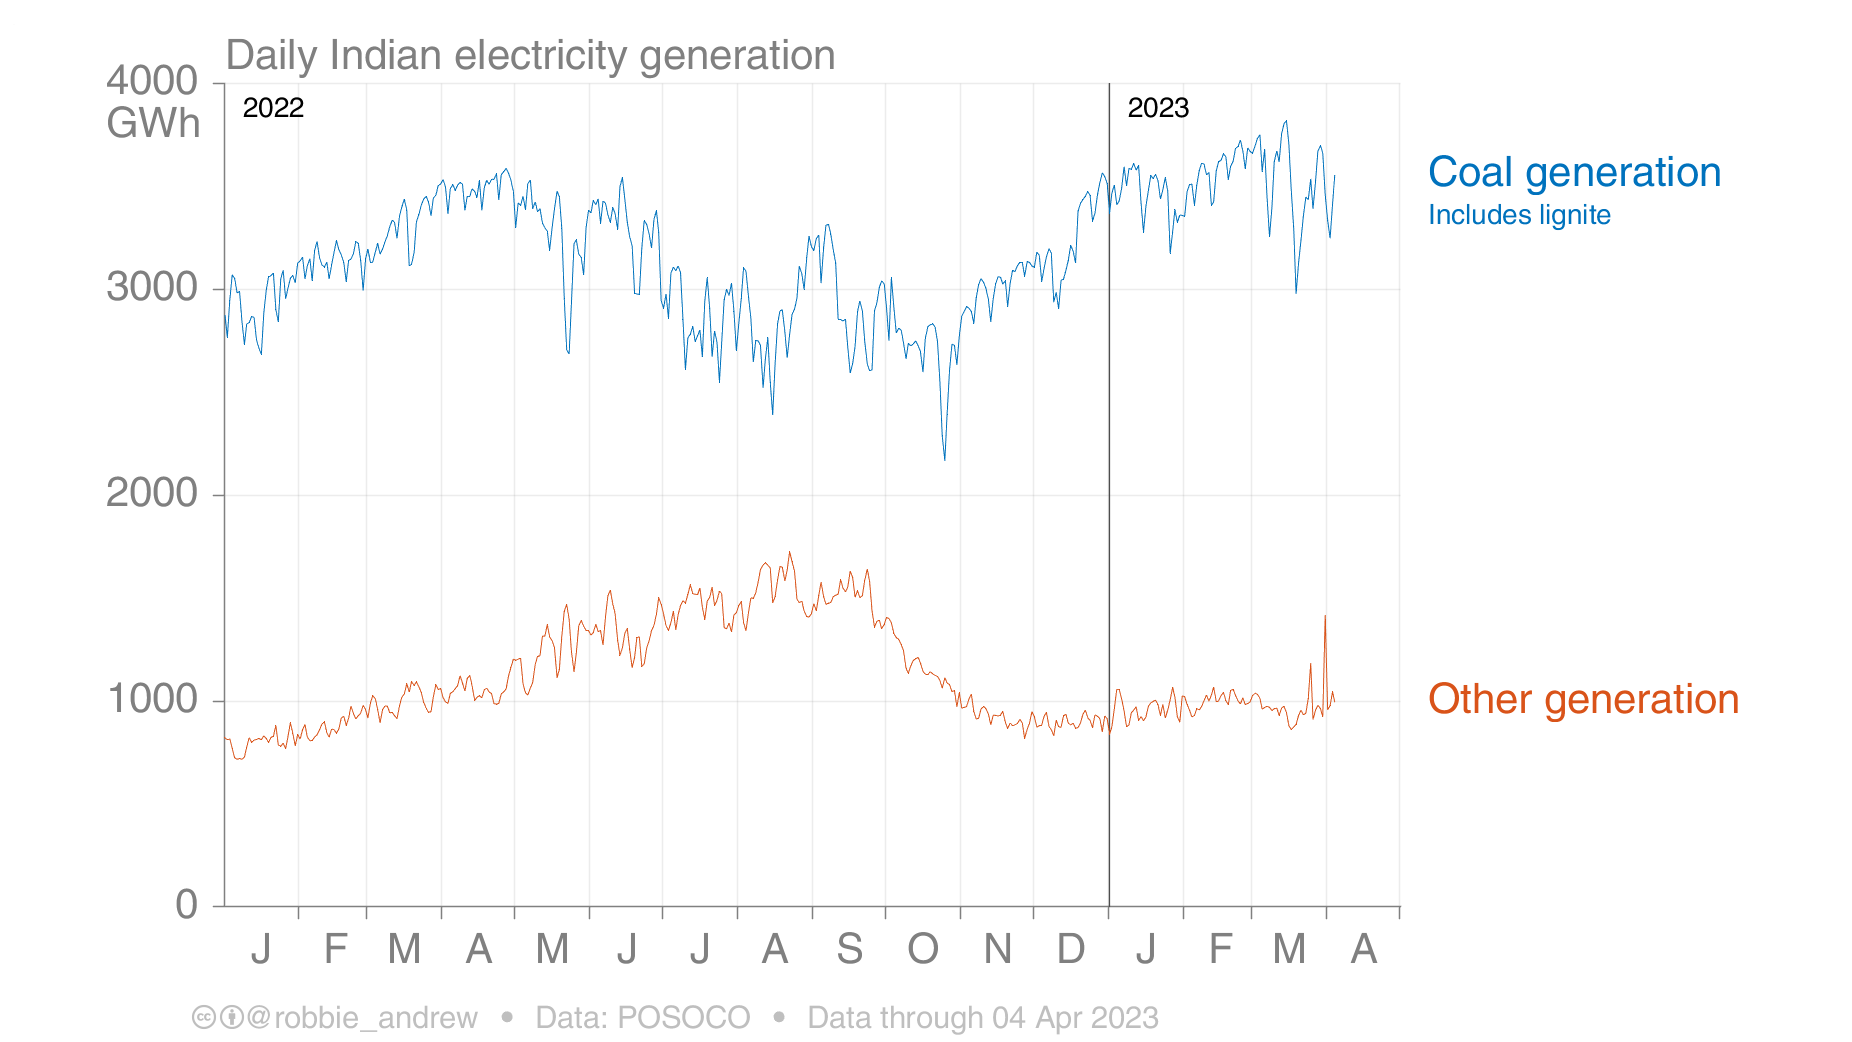 Daily Indian electricity generation
4000
GWh
2022
2023
Coal generation
Includes lignite
3000
2000
1000
Other generation
0
J F M A M J J A S O N D J F M A
cc @robbie_andrew • Data: POSOCO • Data through 04 Apr 2023